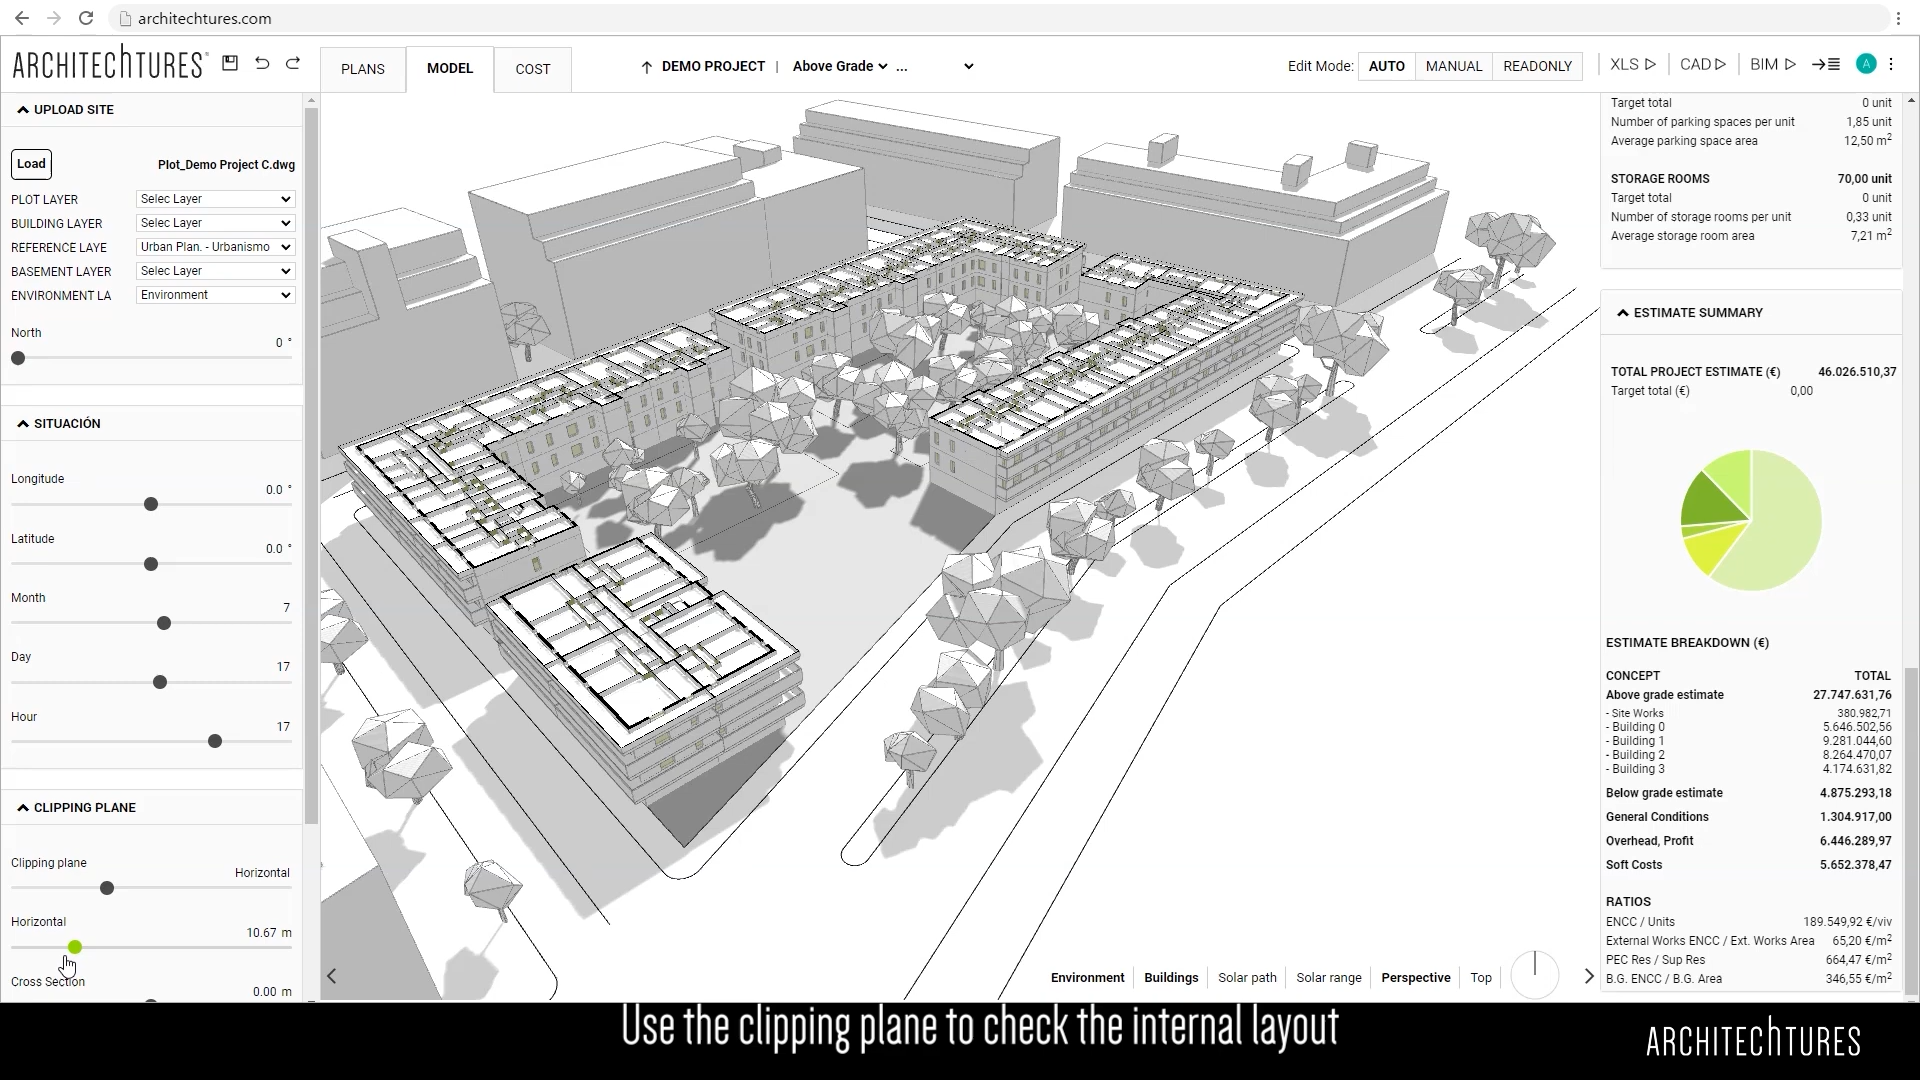 architechtures.com
ARCHITECHTURES
PLANS
MODEL
COST
DEMO PROJECT | Above Grade ...
Edit Mode: AUTO MANUAL READONLY
XLS CAD BIM
A
UPLOAD SITE
Load
Plot_Demo Project C.dwg
PLOT LAYER Selec Layer
BUILDING LAYER Selec Layer
REFERENCE LAYE Urban Plan. - Urbanismo
BASEMENT LAYER Selec Layer
ENVIRONMENT LA Environment
North
0 °
SITUACIÓN
Longitude
0.0 °
Latitude
0.0 °
Month
7
Day
17
Hour
17
CLIPPING PLANE
Clipping plane
Horizontal
Horizontal
10.67 m
Cross Section
0.00 m
Environment Buildings Solar path Solar range Perspective Top
Target total 0 unit
Number of parking spaces per unit 1,85 unit
Average parking space area 12,50 m²
STORAGE ROOMS 70,00 unit
Target total 0 unit
Number of storage rooms per unit 0,33 unit
Average storage room area 7,21 m²
ESTIMATE SUMMARY
TOTAL PROJECT ESTIMATE (€) 46.026.510,37
Target total (€) 0,00
ESTIMATE BREAKDOWN (€)
CONCEPT TOTAL
Above grade estimate 27.747.631,76
- Site Works 380.982,71
- Building 0 5.646.502,56
- Building 1 9.281.044,60
- Building 2 8.264.470,07
- Building 3 4.174.631,82
Below grade estimate 4.875.293,18
General Conditions 1.304.917,00
Overhead, Profit 6.446.289,97
Soft Costs 5.652.378,47
RATIOS
ENCC / Units 189.549,92 €/viv
External Works ENCC / Ext. Works Area 65,20 €/m²
PEC Res / Sup Res 664,47 €/m²
B.G. ENCC / B.G. Area 346,55 €/m²
Use the clipping plane to check the internal layout
ARCHITECHTURES